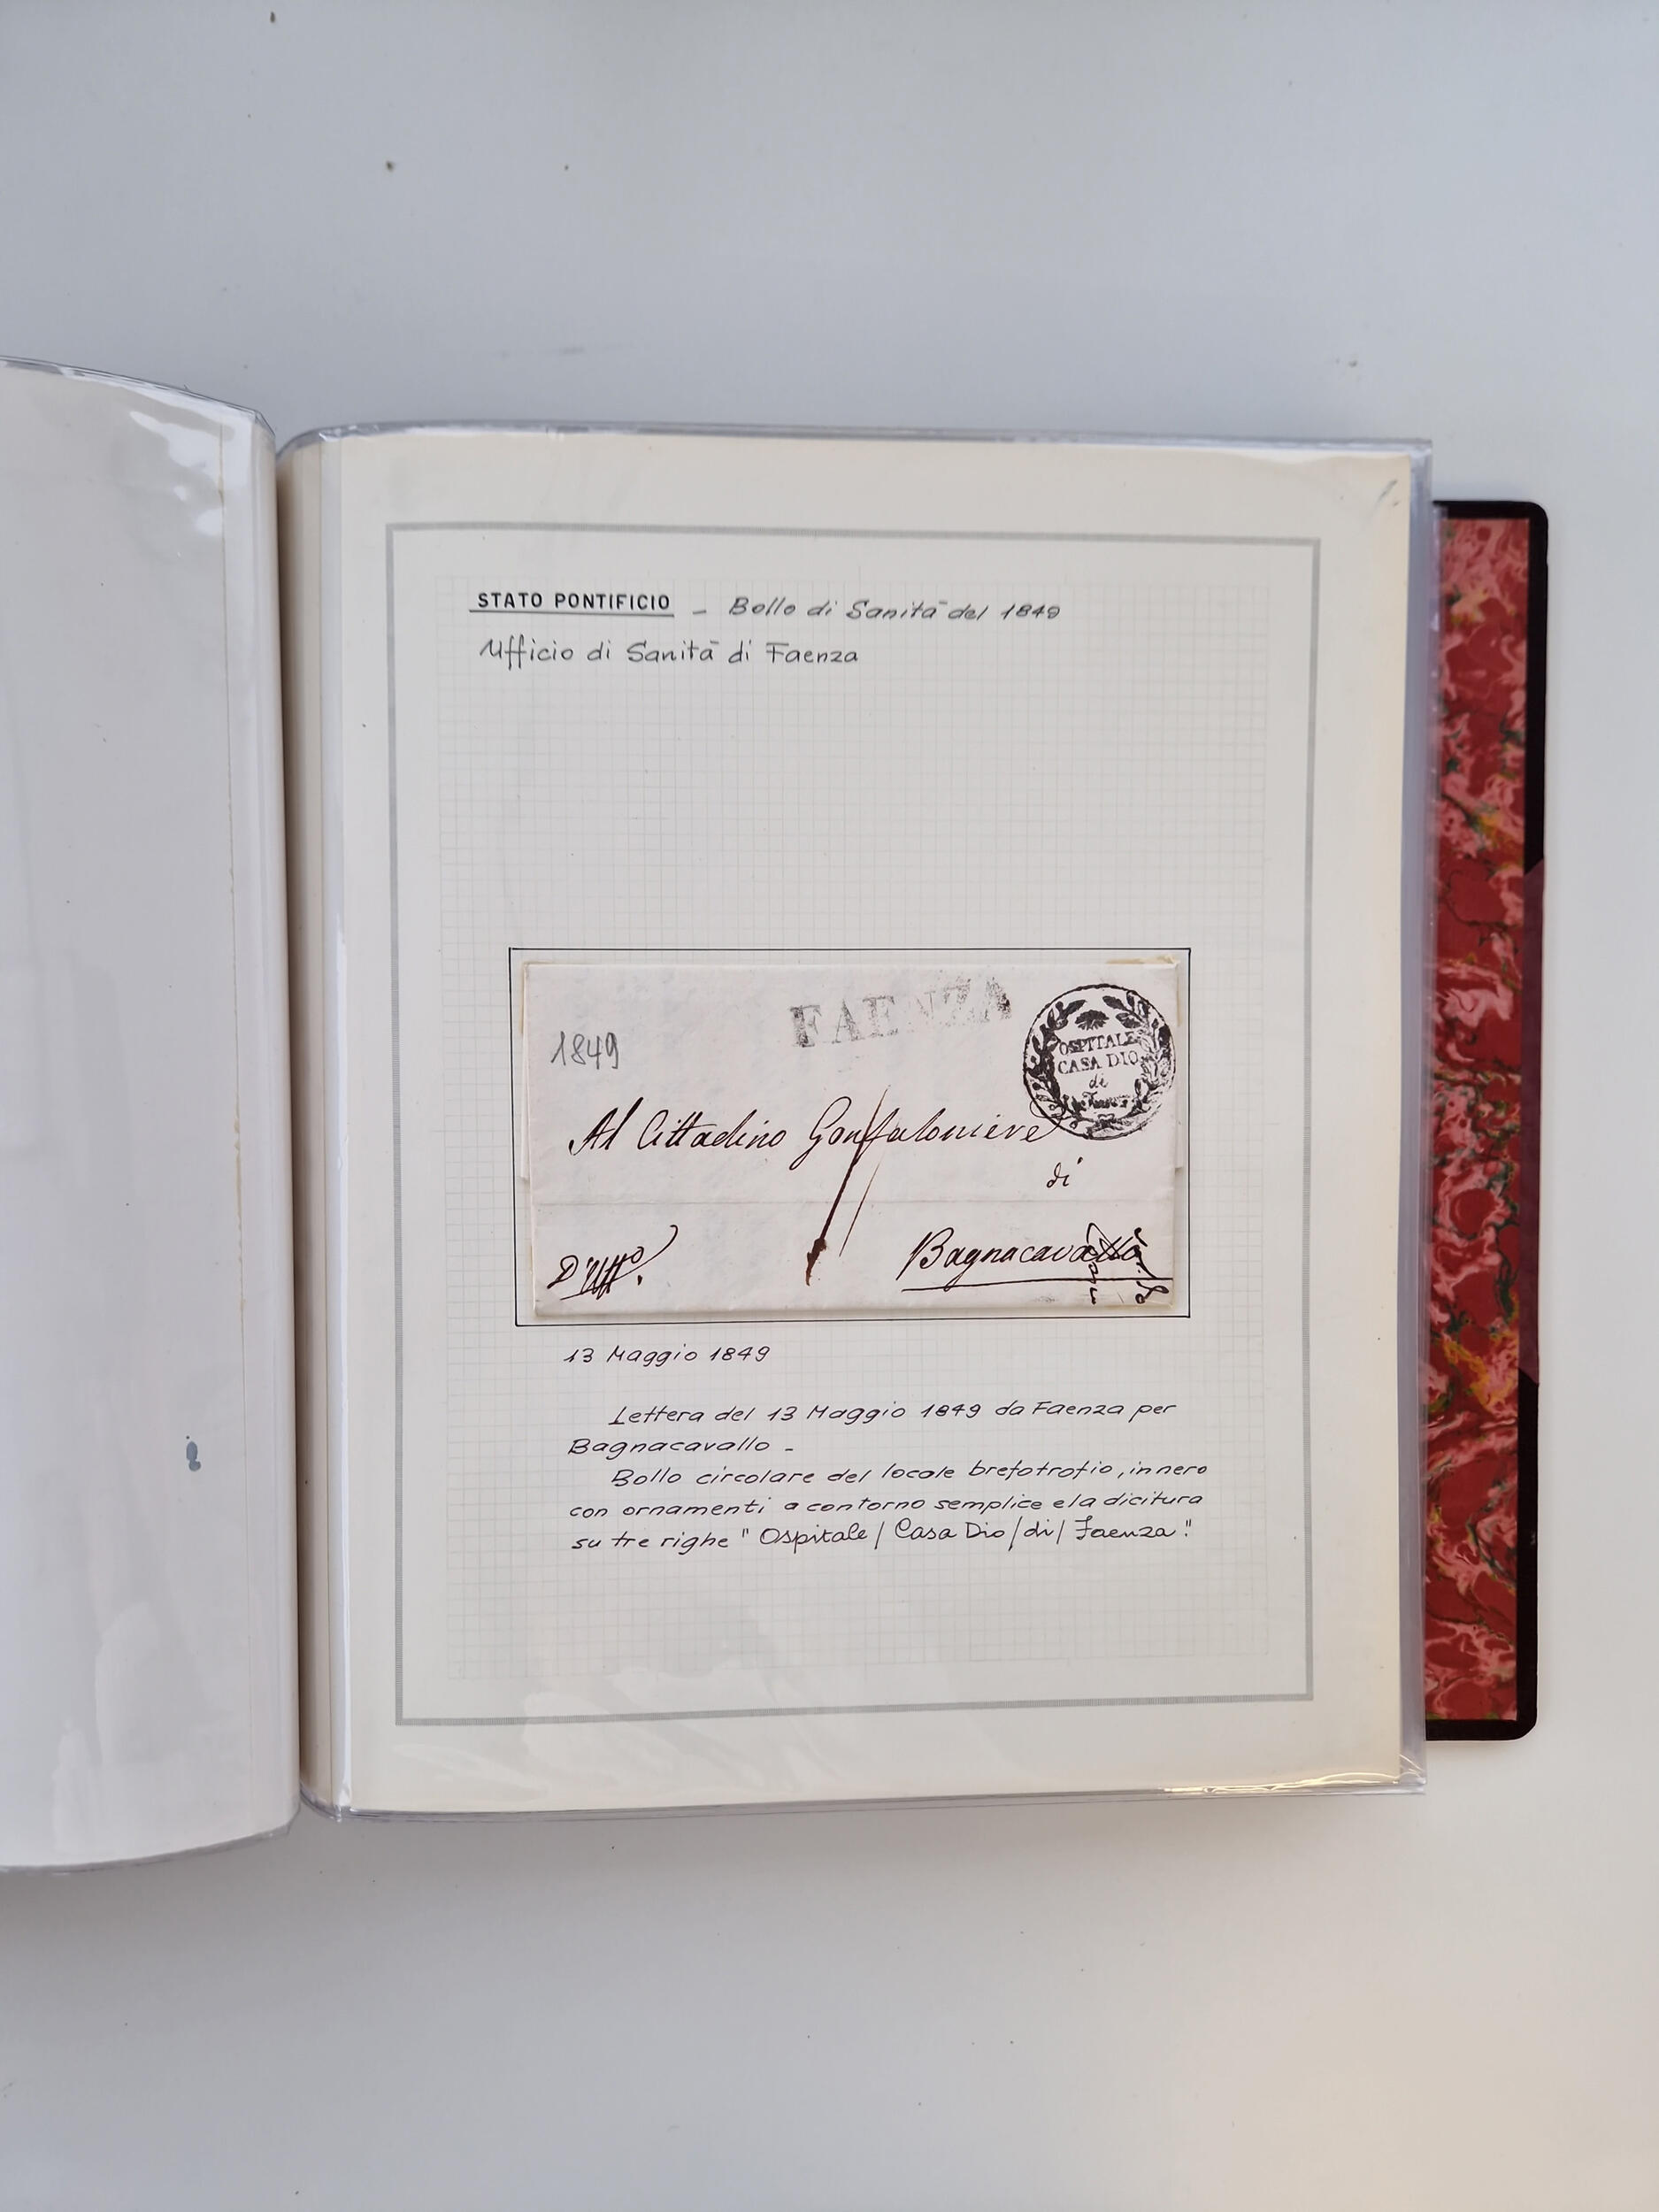 STATO PONTIFICIO - Bollo di Sanità del 1849
Ufficio di Sanità di Faenza
FAENZA
1849
OSPITALE
CASA DIO
di
Al Cittadino Gonfaloniere
di
D'Uffo.
Bagnacavallo
13 Maggio 1849
Lettera del 13 Maggio 1849 da Faenza per
Bagnacavallo -
Bollo circolare del locale brefotrofio, in nero
con ornamenti a contorno semplice e la dicitura
su tre righe " Ospitale / Casa Dio / di / Faenza "